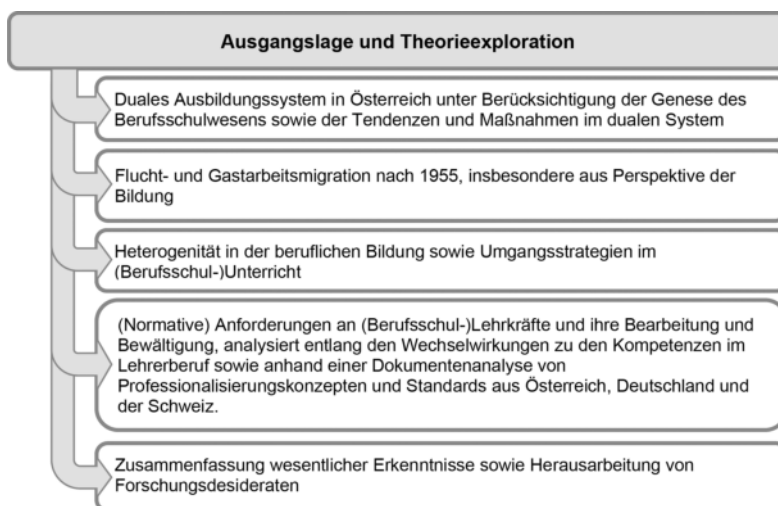 Ausgangslage und Theorieexploration
Duales Ausbildungssystem in Österreich unter Berücksichtigung der Genese des
Berufsschulwesens sowie der Tendenzen und Maßnahmen im dualen System
Flucht- und Gastarbeitsmigration nach 1955, insbesondere aus Perspektive der
Bildung
Heterogenität in der beruflichen Bildung sowie Umgangsstrategien im
(Berufsschul-)Unterricht
(Normative) Anforderungen an (Berufsschul-)Lehrkräfte und ihre Bearbeitung und
Bewältigung, analysiert entlang den Wechselwirkungen zu den Kompetenzen im
Lehrerberuf sowie anhand einer Dokumentenanalyse von
Professionalisierungskonzepten und Standards aus Österreich, Deutschland und
der Schweiz.
Zusammenfassung wesentlicher Erkenntnisse sowie Herausarbeitung von
Forschungsdesideraten